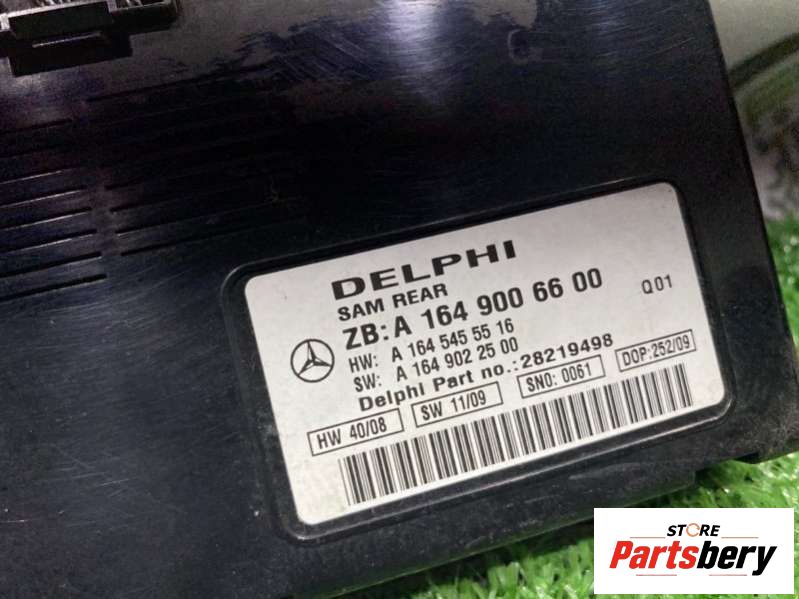 DELPHI
SAM REAR
ZB: A 164 900 66 00 Q01
HW: A 164 545 55 16
SW: A 164 902 25 00
Delphi Part no.:28219498
HW 40/08 SW 11/09 SNO: 0061 DOP:252/09
STORE
Partsbery